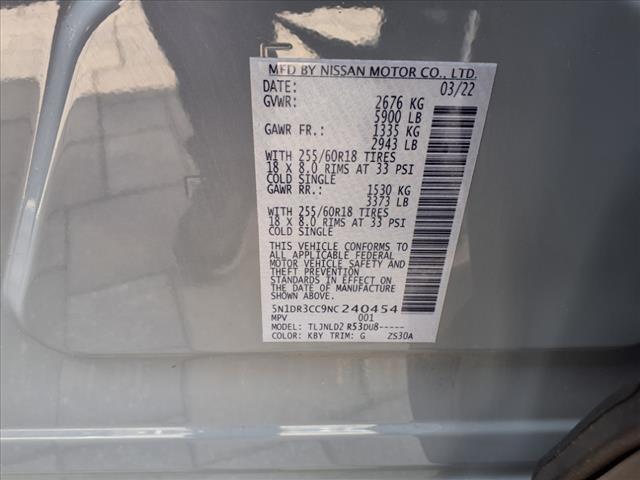 MFD BY NISSAN MOTOR CO., LTD.
DATE: 03/22
GVWR: 2676 KG
5900 LB
GAWR FR.: 1335 KG
2943 LB
WITH 255/60R18 TIRES
18 X 8.0 RIMS AT 33 PSI
COLD SINGLE
GAWR RR.: 1530 KG
3373 LB
WITH 255/60R18 TIRES
18 X 8.0 RIMS AT 33 PSI
COLD SINGLE
THIS VEHICLE CONFORMS TO
ALL APPLICABLE FEDERAL
MOTOR VEHICLE SAFETY AND
THEFT PREVENTION
STANDARDS IN EFFECT ON
THE DATE OF MANUFACTURE
SHOWN ABOVE.
5N1DR3CC9NC240454
MPV 001
MODEL: TLJNLD2 R53DU8-----
COLOR: KBY TRIM: G ZS30A